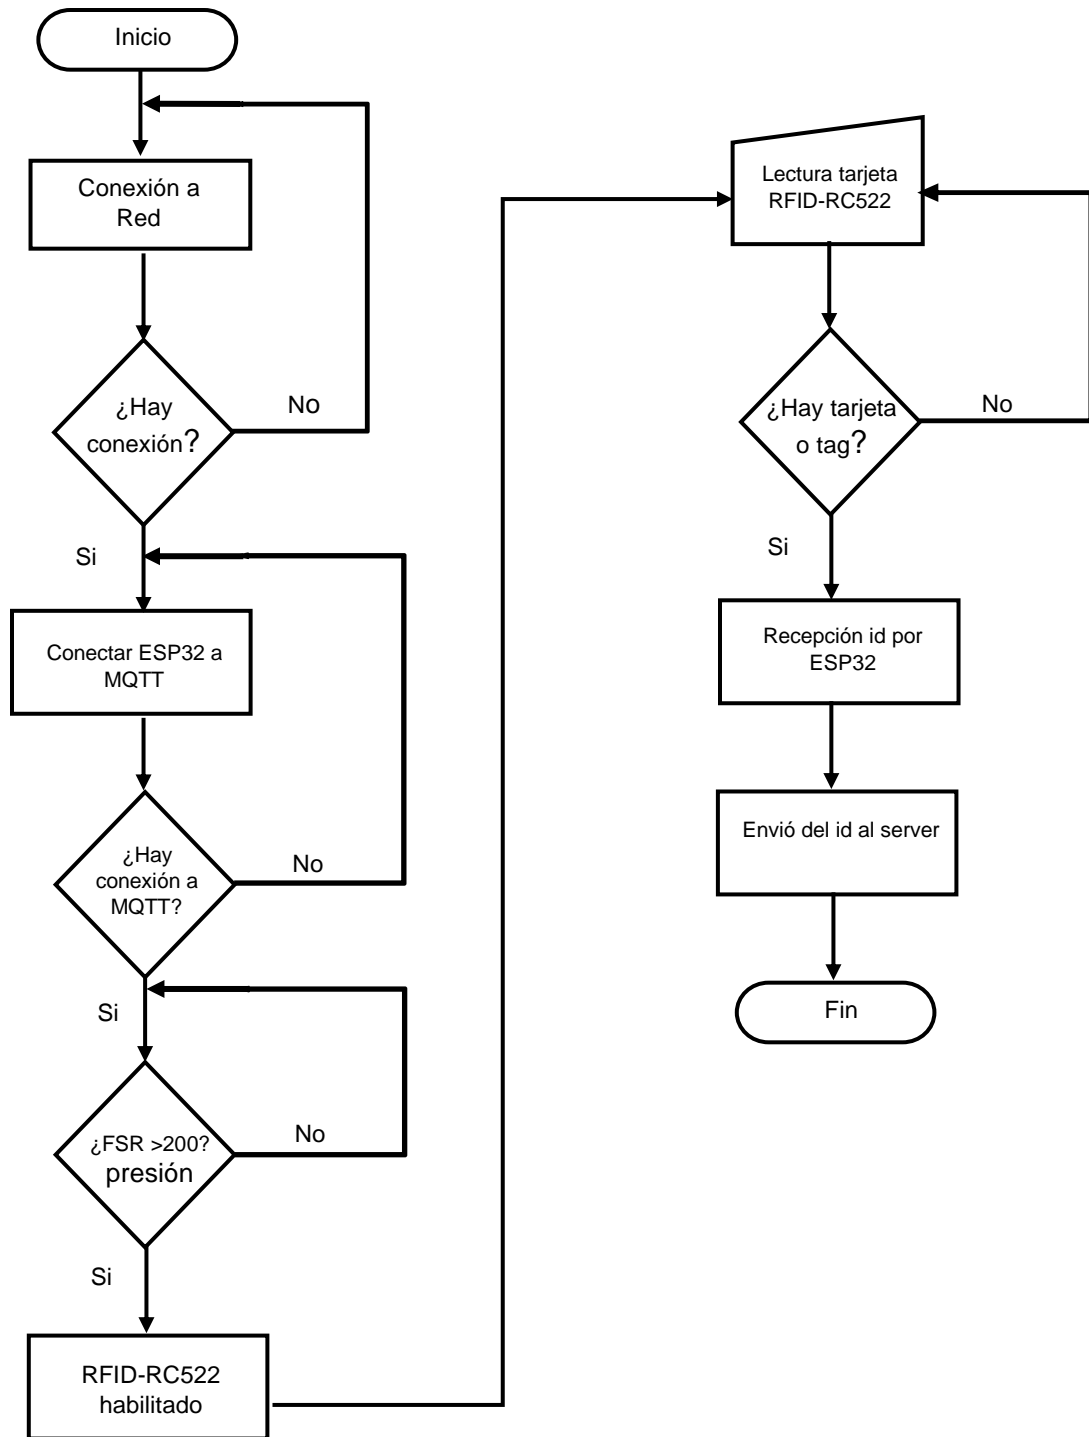 Inicio
Conexión a
Red
¿Hay
conexión?
No
Si
Conectar ESP32 a
MQTT
¿Hay
conexión a
MQTT?
No
Si
¿FSR >200?
presión
No
Si
RFID-RC522
habilitado
Lectura tarjeta
RFID-RC522
¿Hay tarjeta
o tag?
No
Si
Recepción id por
ESP32
Envió del id al server
Fin